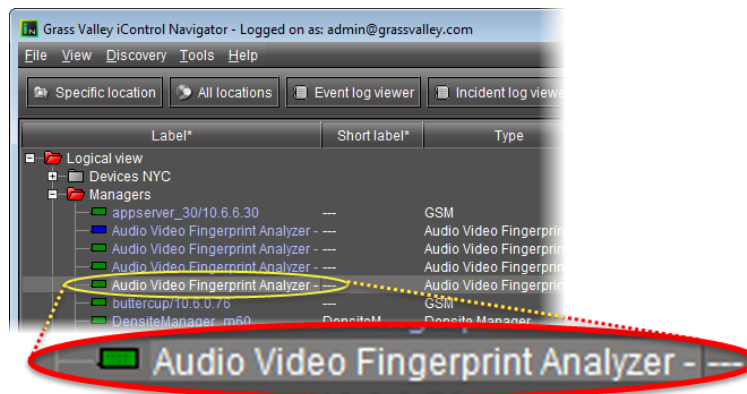 Grass Valley iControl Navigator - Logged on as: admin@grassvalley.com
File View Discovery Tools Help
Specific location All locations Event log viewer Incident log viewe
Label* Short label* Type
Logical view
Devices NYC
Managers
appserver_30/10.6.6.30 --- GSM
Audio Video Fingerprint Analyzer - --- Audio Video Fingerprin
Audio Video Fingerprint Analyzer - --- Audio Video Fingerprin
Audio Video Fingerprint Analyzer - --- Audio Video Fingerprin
Audio Video Fingerprint Analyzer - --- Audio Video Fingerprin
buttercup/10.6.0.76 --- GSM
DensiteManager_m60 DensiteM Densite Manager
Audio Video Fingerprint Analyzer - ---